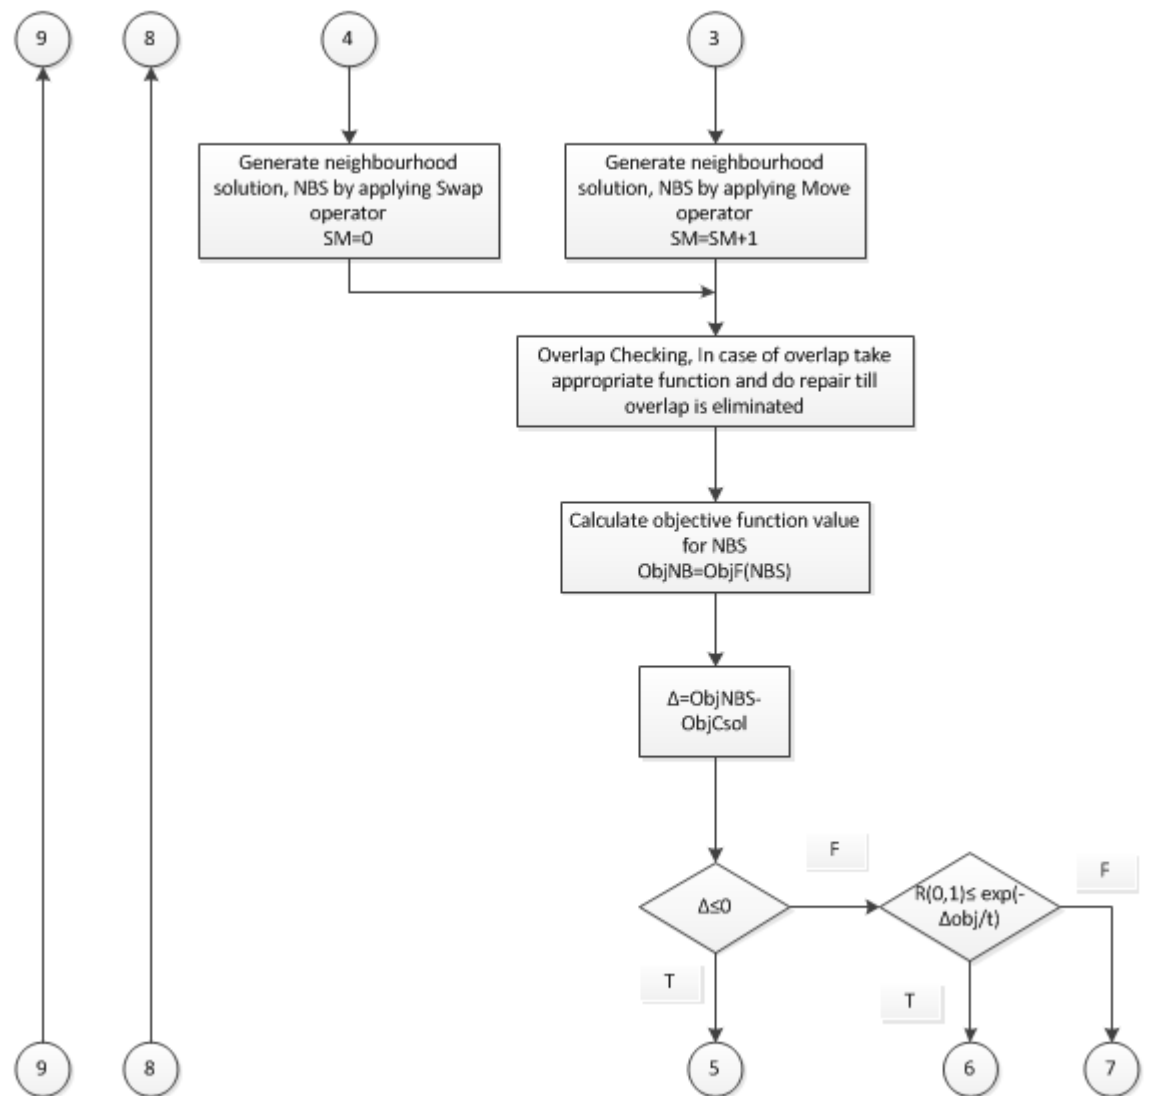 9
8
4
3
Generate neighbourhood
solution, NBS by applying Swap
operator
SM=0
Generate neighbourhood
solution, NBS by applying Move
operator
SM=SM+1
Overlap Checking, In case of overlap take
appropriate function and do repair till
overlap is eliminated
Calculate objective function value
for NBS
ObjNB=ObjF(NBS)
Δ=ObjNBS-
ObjCsol
Δ≤0
F
R(0,1)≤ exp(-
Δobj/t)
F
T
T
9
8
5
6
7